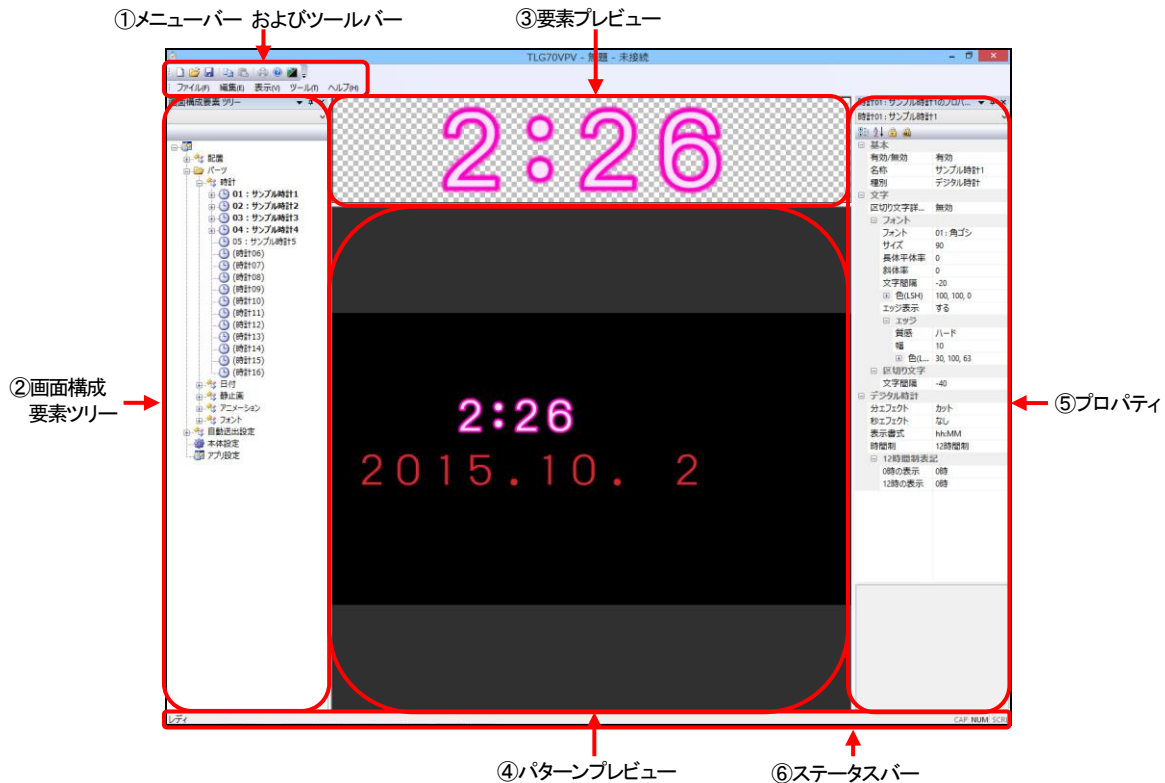 ①メニューバー およびツールバー
③要素プレビュー
TLG70VPV - 無題 - 未接続
ファイル(F) 編集(E) 表示(V) ツール(T) ヘルプ(H)
画面構成要素 ツリー
配置
パーツ
時計
01 : サンプル時計1
02 : サンプル時計2
03 : サンプル時計3
04 : サンプル時計4
05 : サンプル時計5
(時計06)
(時計07)
(時計08)
(時計09)
(時計10)
(時計11)
(時計12)
(時計13)
(時計14)
(時計15)
(時計16)
日付
静止画
アニメーション
フォント
自動送出設定
本体設定
アプリ設定
②画面構成
要素ツリー
2:26
2:26
2015.10. 2
時計01 : サンプル時計1のプロパ...
時計01 : サンプル時計1
基本
有効/無効 有効
名称 サンプル時計1
種別 デジタル時計
文字
区切り文字詳... 無効
フォント
フォント 01 : 角ゴシ
サイズ 90
長体平体率 0
斜体率 0
文字間隔 -20
色(LSH) 100, 100, 0
エッジ表示 する
エッジ
質感 ハード
幅 10
色(L... 30, 100, 63
区切り文字
文字間隔 -40
デジタル時計
分エフェクト カット
秒エフェクト なし
表示書式 hh:MM
時間制 12時間制
12時間制表記
0時の表示 0時
12時の表示 0時
⑤プロパティ
レディ
CAP NUM SCRL
④パターンプレビュー
⑥ステータスバー